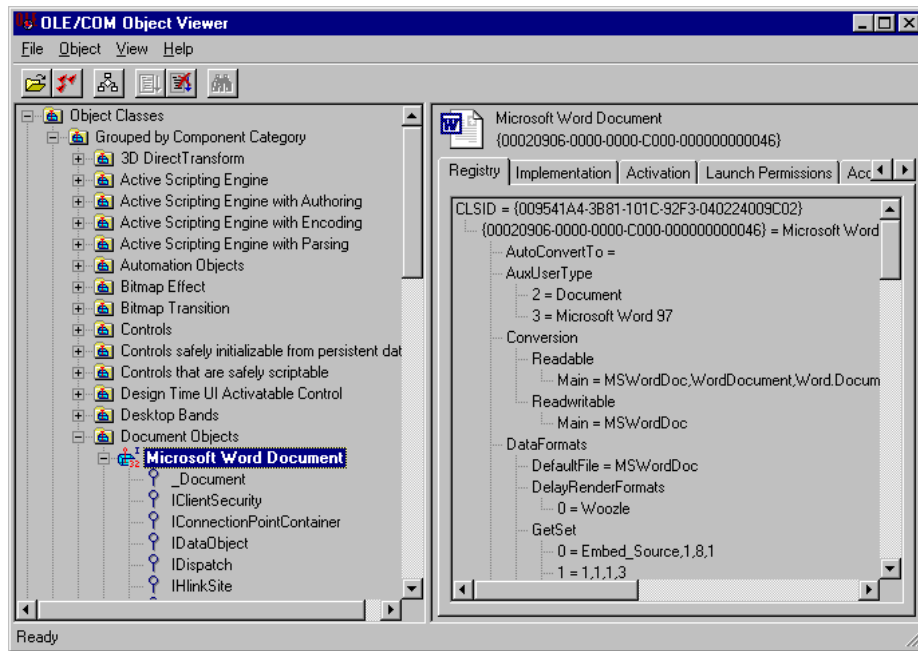 OLE/COM Object Viewer
File Object View Help
Object Classes
Grouped by Component Category
3D DirectTransform
Active Scripting Engine
Active Scripting Engine with Authoring
Active Scripting Engine with Encoding
Active Scripting Engine with Parsing
Automation Objects
Bitmap Effect
Bitmap Transition
Controls
Controls safely initializable from persistent dat
Controls that are safely scriptable
Design Time UI Activatable Control
Desktop Bands
Document Objects
Microsoft Word Document
_Document
IClientSecurity
IConnectionPointContainer
IDataObject
IDispatch
IHlinkSite
Microsoft Word Document
{00020906-0000-0000-C000-000000000046}
Registry Implementation Activation Launch Permissions Acc
CLSID = {009541A4-3B81-101C-92F3-040224009C02}
{00020906-0000-0000-C000-000000000046} = Microsoft Word
AutoConvertTo =
AuxUserType
2 = Document
3 = Microsoft Word 97
Conversion
Readable
Main = MSWordDoc,WordDocument,Word.Docum
Readwritable
Main = MSWordDoc
DataFormats
DefaultFile = MSWordDoc
DelayRenderFormats
0 = Woozle
GetSet
0 = Embed_Source,1,8,1
1 = 1,1,1,3
Ready